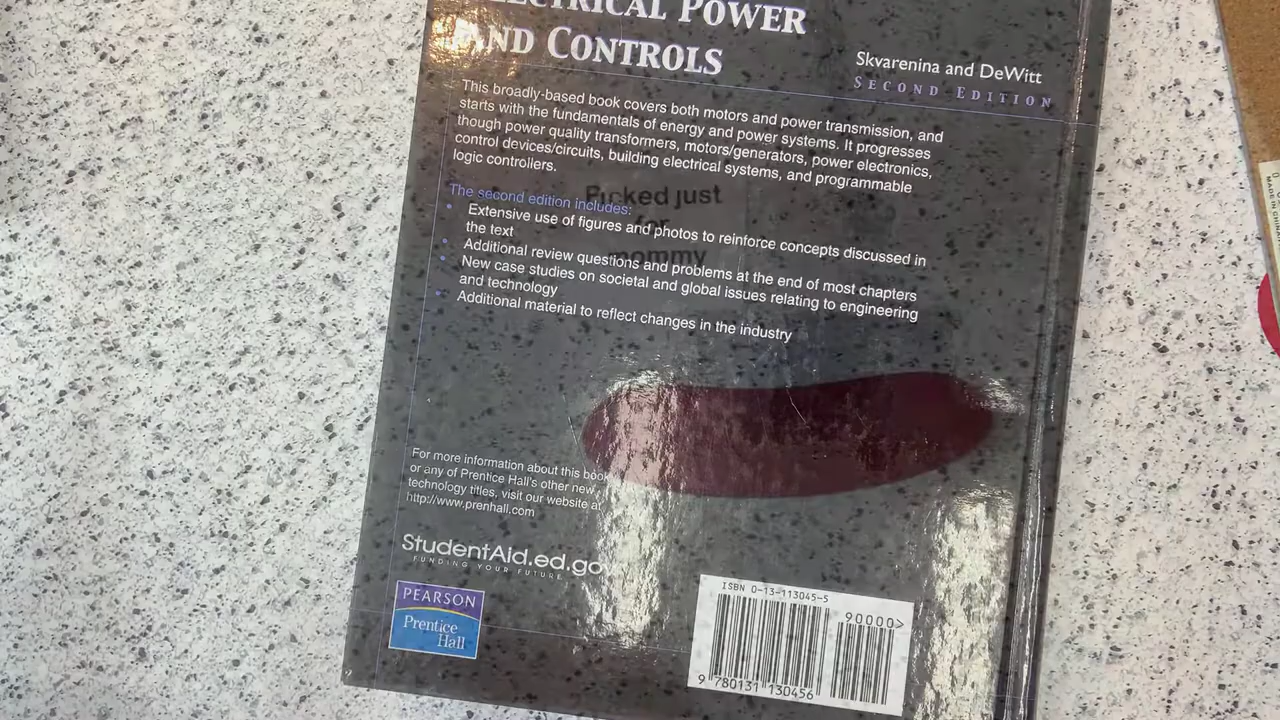 ELECTRICAL POWER
AND CONTROLS
Skvarenina and DeWitt
SECOND EDITION
This broadly-based book covers both motors and power transmission, and
starts with the fundamentals of energy and power systems. It progresses
though power quality transformers, motors/generators, power electronics,
control devices/circuits, building electrical systems, and programmable
logic controllers.
Picked just
for
mommy
The second edition includes:
• Extensive use of figures and photos to reinforce concepts discussed in
the text
• Additional review questions and problems at the end of most chapters
• New case studies on societal and global issues relating to engineering
and technology
• Additional material to reflect changes in the industry
For more information about this book
or any of Prentice Hall's other new
technology titles, visit our website at
http://www.prenhall.com
StudentAid.ed.gov
FUNDING YOUR FUTURE
PEARSON
Prentice
Hall
ISBN 0-13-113045-5
90000>
9 780131 130456